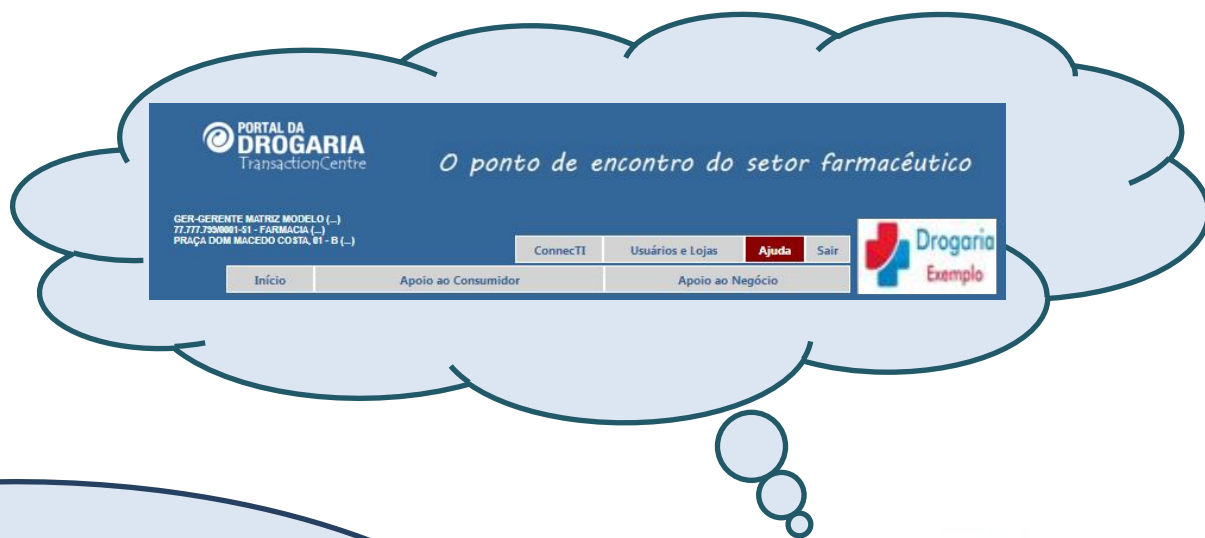 PORTAL DA
DROGARIA
TransactionCentre
O ponto de encontro do setor farmacêutico
GER-GERENTE MATRIZ MODELO (...)
77.777.799/0001-51 - FARMACIA (...)
PRAÇA DOM MACEDO COSTA, 01 - B (...)
ConnecTI Usuários e Lojas Ajuda Sair
Início Apoio ao Consumidor Apoio ao Negócio
Drogaria
Exemplo